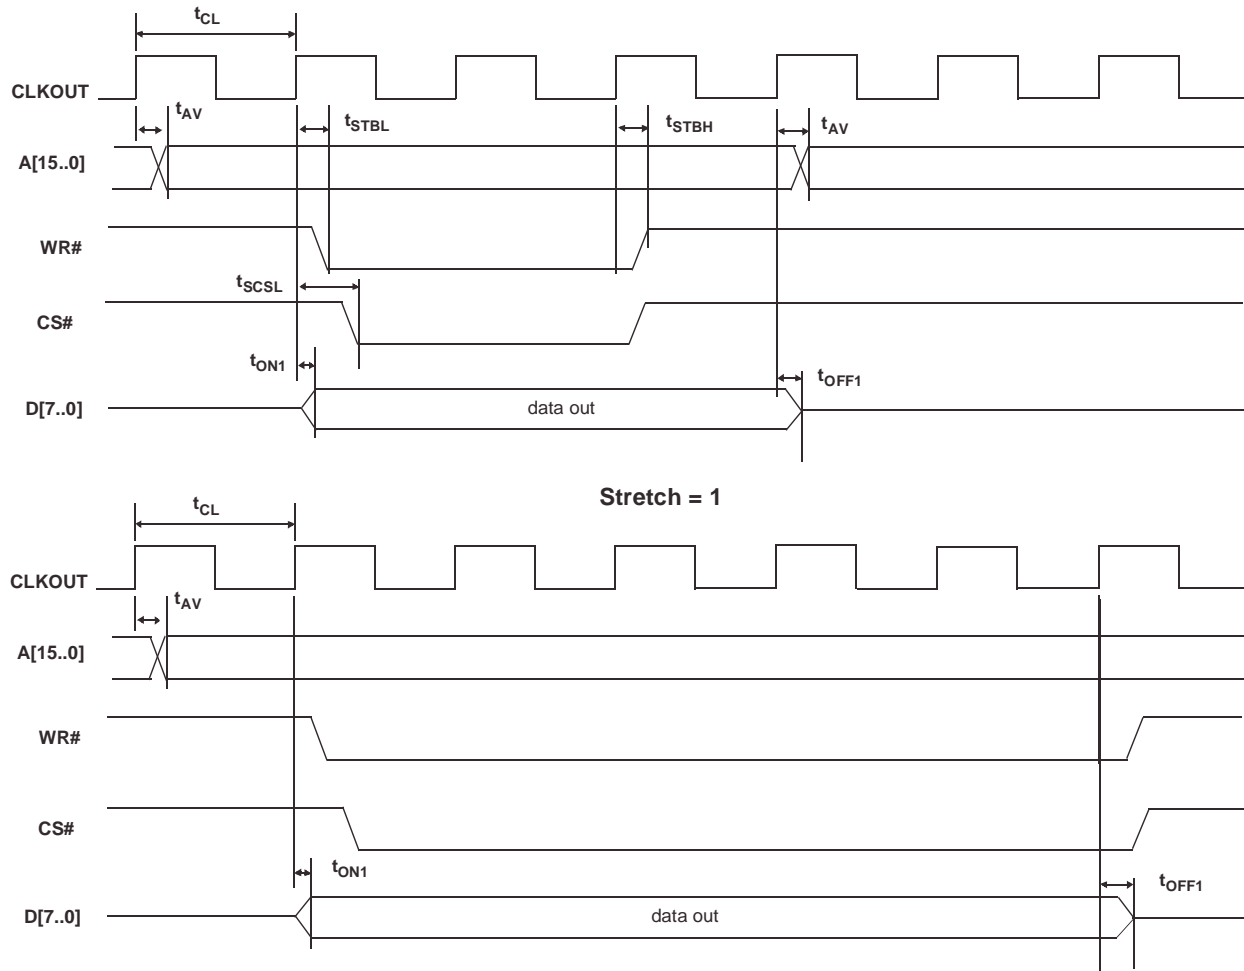 tCL
CLKOUT
tAV
tSTBL
tSTBH
tAV
A[15..0]
WR#
tSCSL
CS#
tON1
tOFF1
D[7..0]
data out
Stretch = 1
tCL
CLKOUT
tAV
A[15..0]
WR#
CS#
tON1
tOFF1
D[7..0]
data out